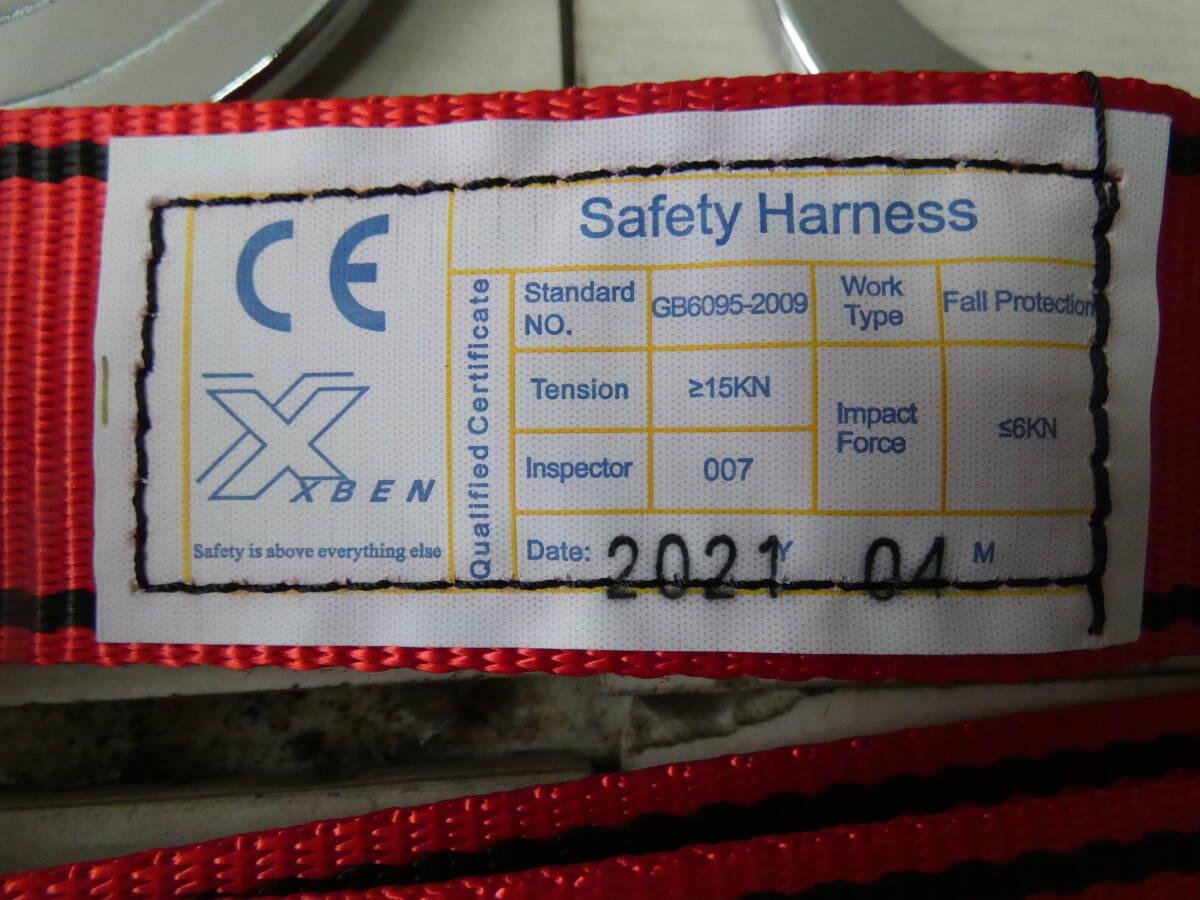 CE
XBEN
Safety is above everything else
Qualified Certificate
Safety Harness
Standard NO.
GB6095-2009
Work Type
Fall Protection
Tension
≥15KN
Impact Force
≤6KN
Inspector
007
Date: 2021Y 04 M